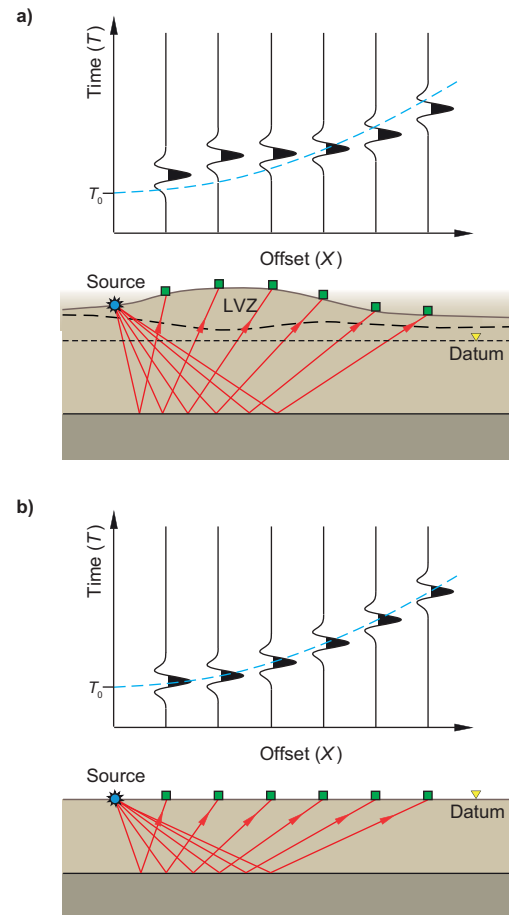 a)
Time (T)
T0
Offset (X)
Source
LVZ
Datum
b)
Time (T)
T0
Offset (X)
Source
Datum